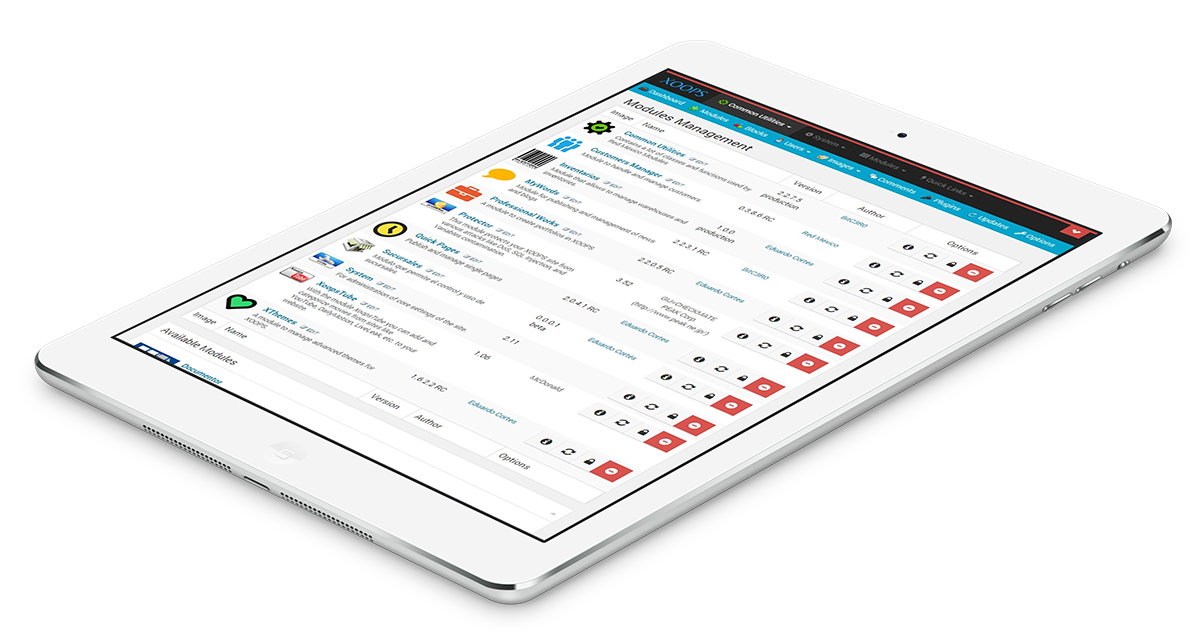 XOOPS
Common Utilities
System
Modules
Quick Links
Dashboard
Modules
Blocks
Users
Images
Comments
Plugins
Updates
Options
Modules Management
Image
Name
Version
Author
Options
Common Utilities
EDIT
Contains a lot of classes and functions used by
Red Mexico Modules
2.2.7.5
production
BitC3R0
Customers Manager
EDIT
Module to handle and manage customers
0.3.8.6 RC
Red Mexico
Inventarios
EDIT
Module that allows to manage warehouses and
inventories.
1.0.0
production
Eduardo Cortes
MyWords
EDIT
Module for publishing and management of news
and blogs
2.2.3.1 RC
BitC3R0
Professional Works
EDIT
A module to create portfolios in XOOPS
2.2.0.5 RC
Eduardo Cortes
Protector
EDIT
This module protects your XOOPS site from
various attacks like DoS, SQL Injection, and
Variables contamination.
3.52
GIJ=CHECKMATE
PEAK Corp.
(http://www.peak.ne.jp/)
Quick Pages
EDIT
Publish and manage single pages
2.0.4.1 RC
Eduardo Cortes
Sucursales
EDIT
Modulo que permite el control y uso de
sucursales.
0.0.0.1
beta
Eduardo Cortés
System
EDIT
For administration of core settings of the site
2.11
XoopsTube
EDIT
With the module XoopsTube you can add and
categorize movies from sites like
YouTube, DailyMotion, LiveLeak, etc. to your
website
1.06
McDonald
XThemes
EDIT
A module to manage advanced themes for
XOOPS
1.6.2.2 RC
Eduardo Cortes
Available Modules
Image
Name
Version
Author
Options
Documentor